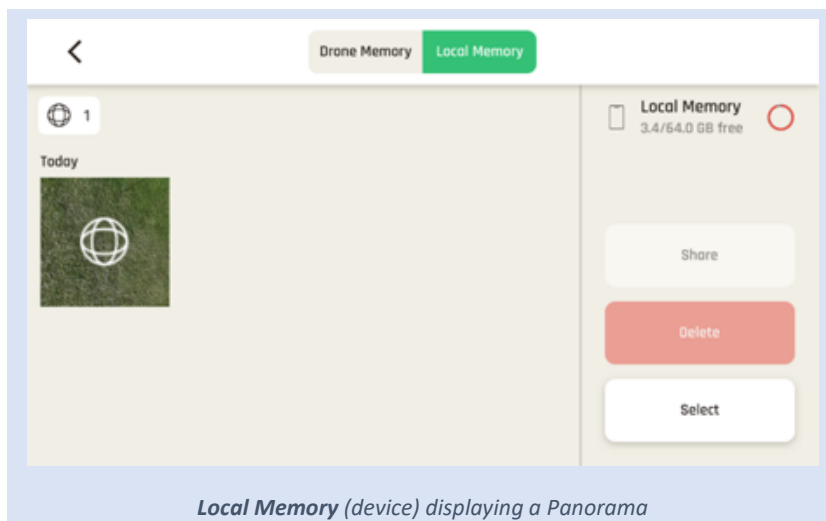 Drone Memory Local Memory
1
Local Memory
3.4/64.0 GB free
Today
Share
Delete
Select
Local Memory (device) displaying a Panorama